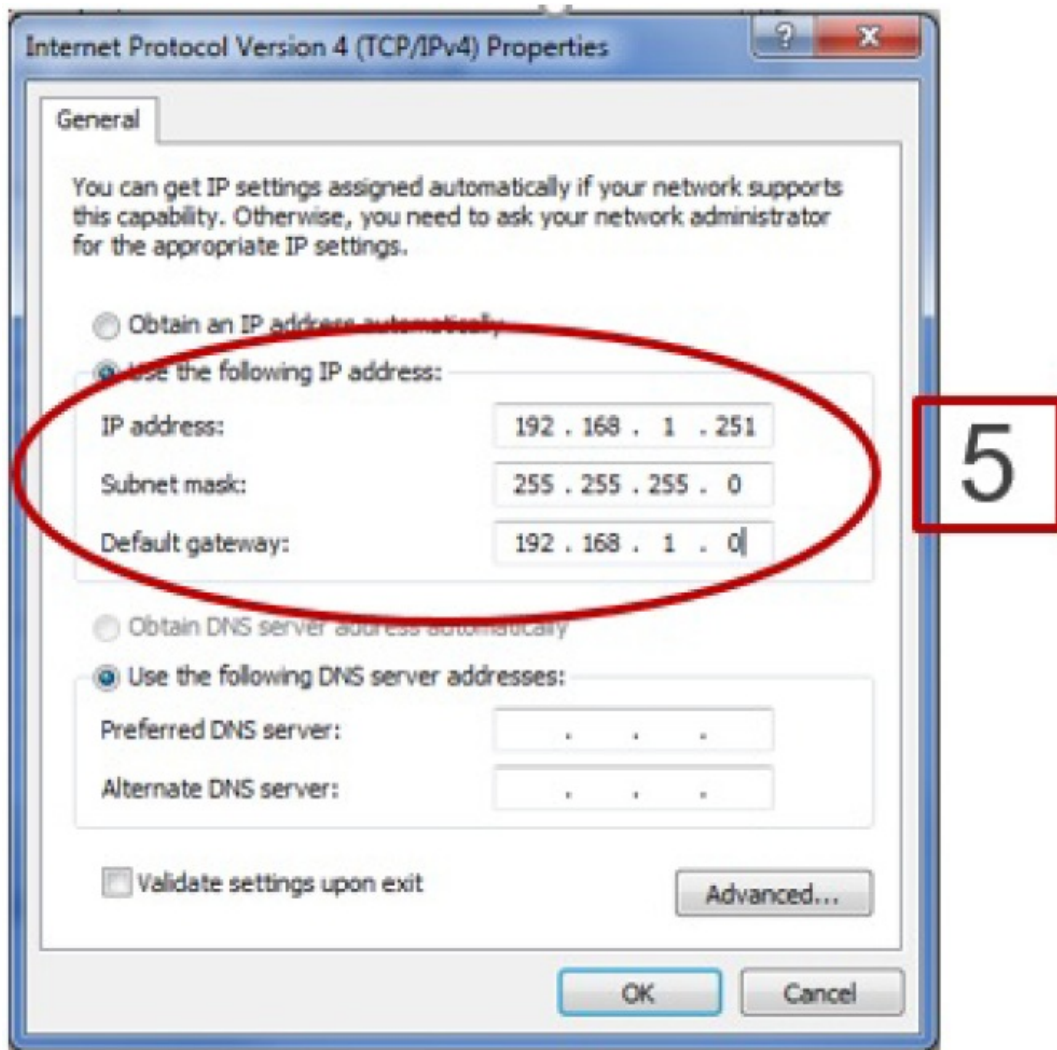 Internet Protocol Version 4 (TCP/IPv4) Properties
?
General
You can get IP settings assigned automatically if your network supports
this capability. Otherwise, you need to ask your network administrator
for the appropriate IP settings.
Obtain an IP address automatically
Use the following IP address:
IP address: 192 . 168 . 1 . 251
Subnet mask: 255 . 255 . 255 . 0
Default gateway: 192 . 168 . 1 . 0
5
Obtain DNS server address automatically
Use the following DNS server addresses:
Preferred DNS server: . . .
Alternate DNS server: . . .
Validate settings upon exit
Advanced...
OK Cancel